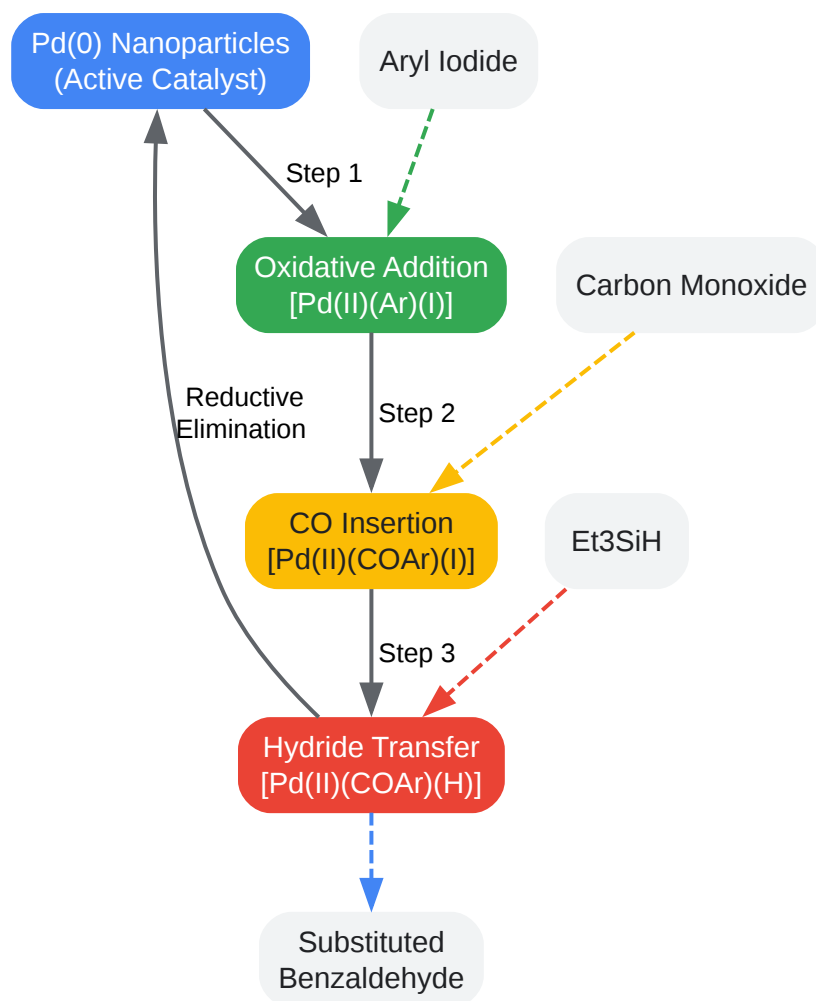 Pd(0) Nanoparticles
(Active Catalyst)
Aryl Iodide
Step 1
Oxidative Addition
[Pd(II)(Ar)(I)]
Carbon Monoxide
Reductive
Elimination
Step 2
CO Insertion
[Pd(II)(COAr)(I)]
Et3SiH
Step 3
Hydride Transfer
[Pd(II)(COAr)(H)]
Substituted
Benzaldehyde